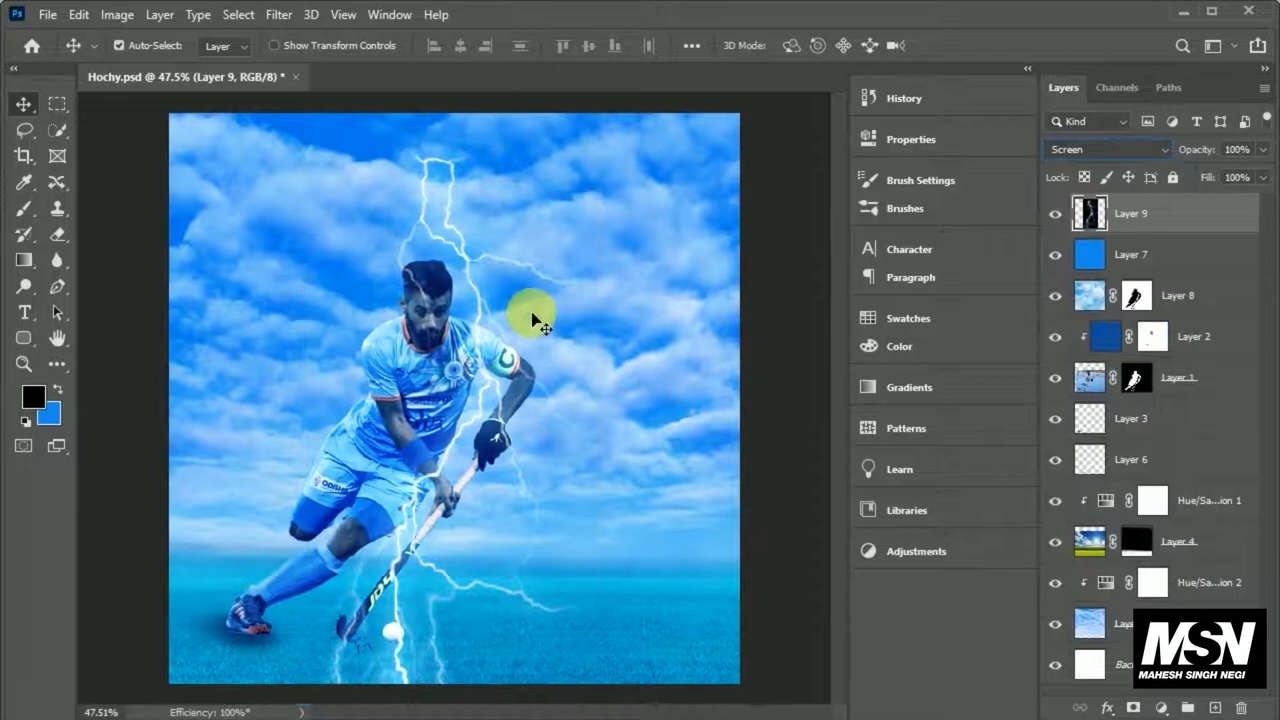 Ps File Edit Image Layer Type Select Filter 3D View Window Help
Auto-Select: Layer Show Transform Controls 3D Mode:
Hochy.psd @ 47.5% (Layer 9, RGB/8) *
History
Properties
Brush Settings
Brushes
Character
Paragraph
Swatches
Color
Gradients
Patterns
Learn
Libraries
Adjustments
Layers Channels Paths
Kind
Screen Opacity: 100%
Lock: Fill: 100%
Layer 9
Layer 7
Layer 8
Layer 2
Layer 1
Layer 3
Layer 6
Hue/Sa...ion 1
Layer 4
Hue/Sa...ion 2
C
ODISHA
JDH
MSN
MAHESH SINGH NEGI
47.51% Efficiency: 100%*